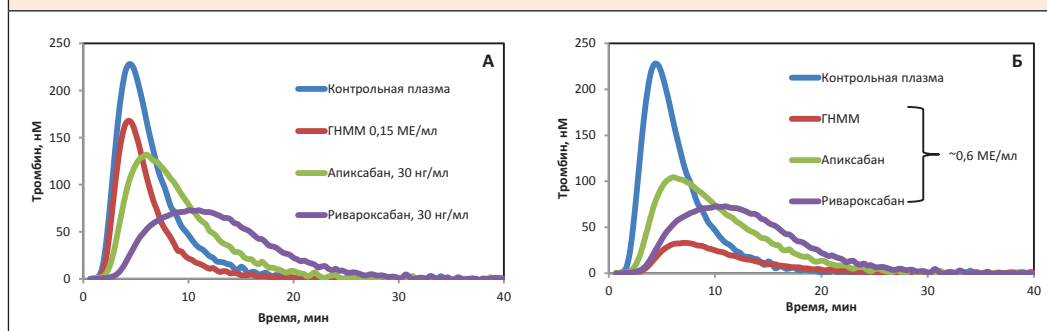 250
200
150
100
50
0
Тромбин, нМ
А
Контрольная плазма
ГНММ 0,15 МЕ/мл
Апиксабан, 30 нг/мл
Ривароксабан, 30 нг/мл
0 10 20 30 40
Время, мин
250
200
150
100
50
0
Тромбин, нМ
Б
Контрольная плазма
ГНММ
Апиксабан
~0,6 МЕ/мл
Ривароксабан
0 10 20 30 40
Время, мин